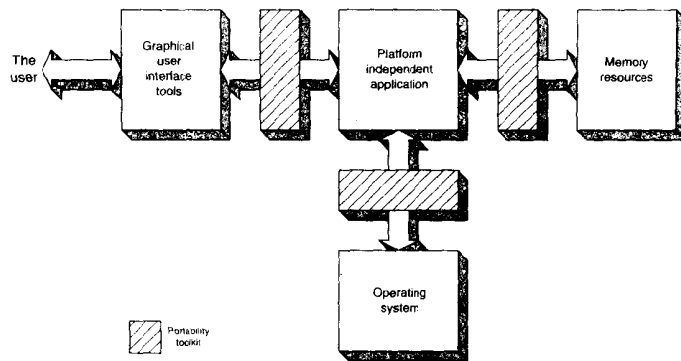 The
user
Graphical
user
interface
tools
Platform
independent
application
Memory
resources
Operating
system
Portability
toolkit